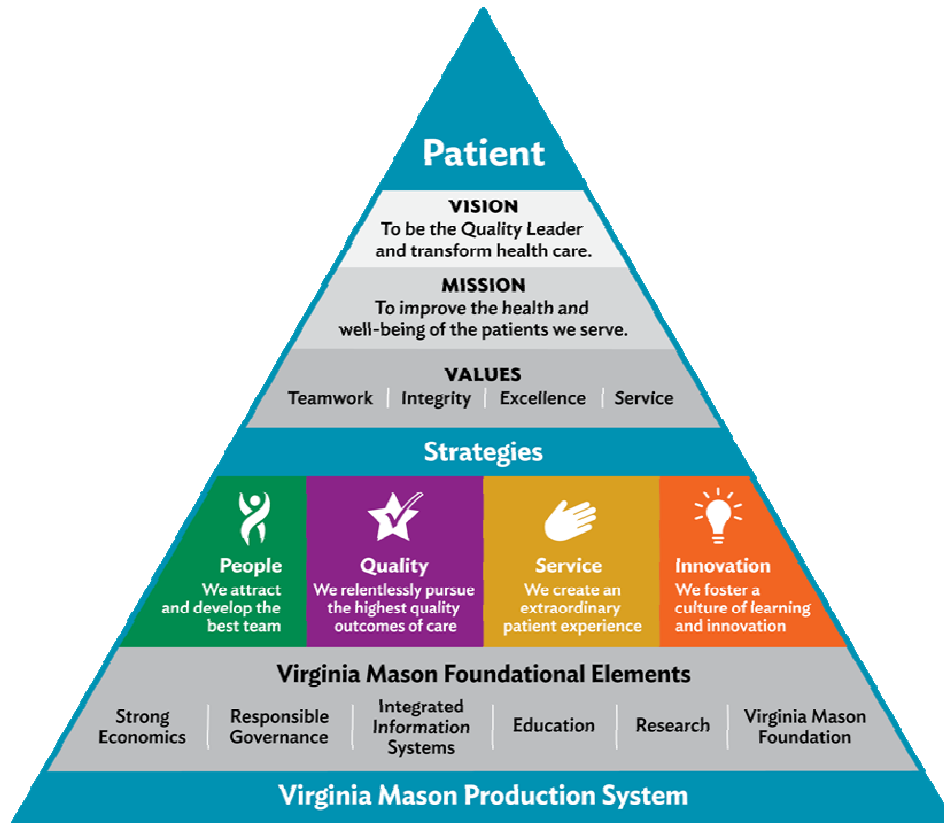 Patient
VISION
To be the Quality Leader
and transform health care.
MISSION
To improve the health and
well-being of the patients we serve.
VALUES
Teamwork Integrity Excellence Service
Strategies
People
We attract
and develop the
best team
Quality
We relentlessly pursue
the highest quality
outcomes of care
Service
We create an
extraordinary
patient experience
Innovation
We foster a
culture of learning
and innovation
Virginia Mason Foundational Elements
Strong
Economics
Responsible
Governance
Integrated
Information
Systems
Education
Research
Virginia Mason
Foundation
Virginia Mason Production System